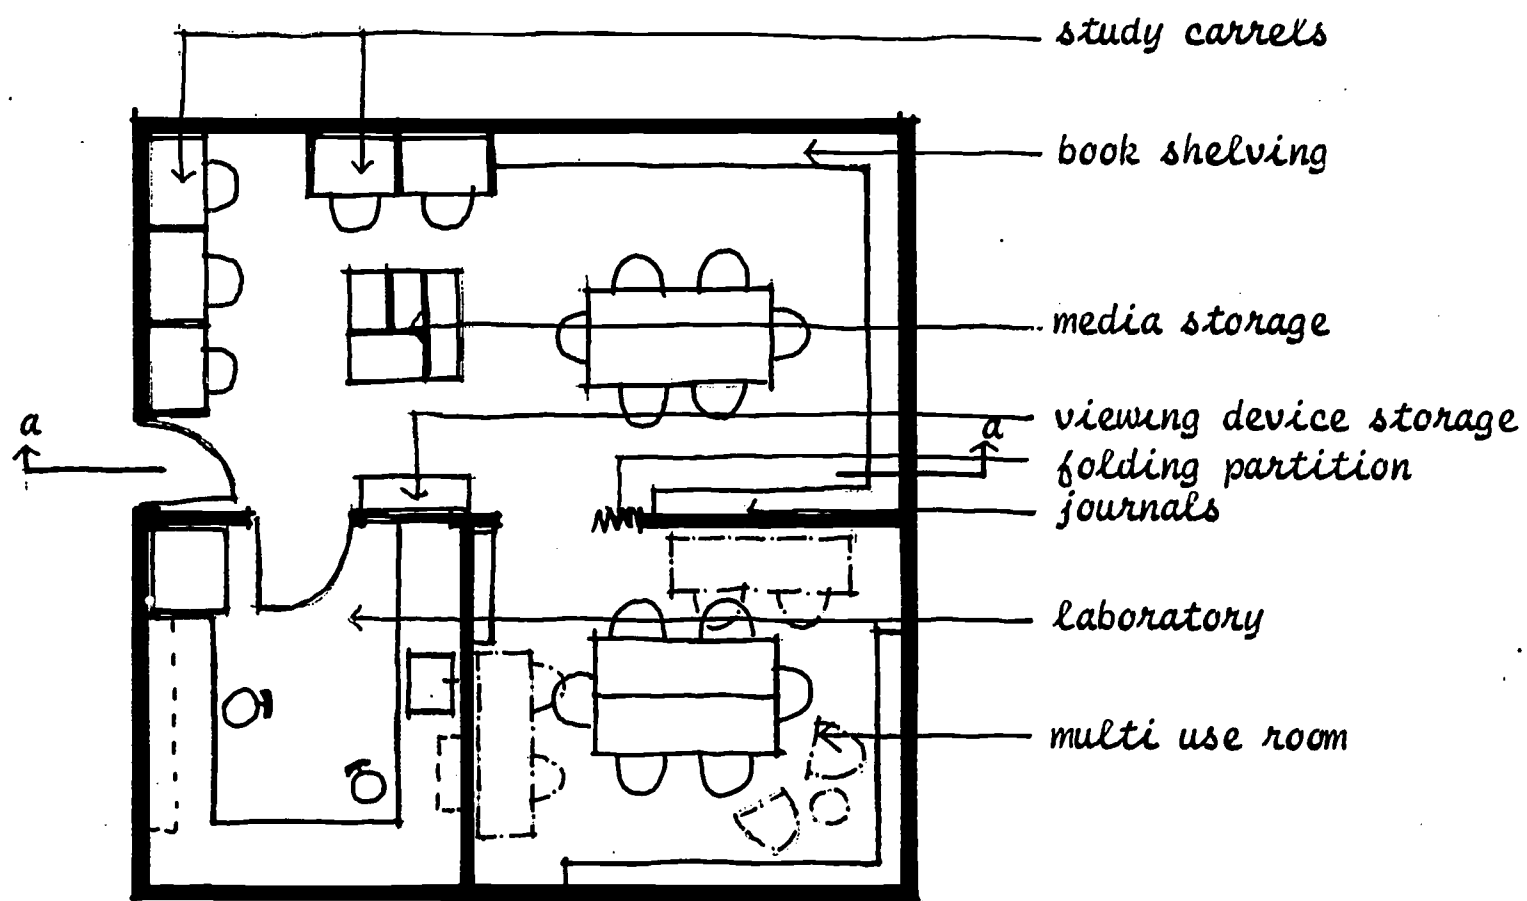 study carrels
book shelving
media storage
a
viewing device storage
a
folding partition
journals
laboratory
multi use room